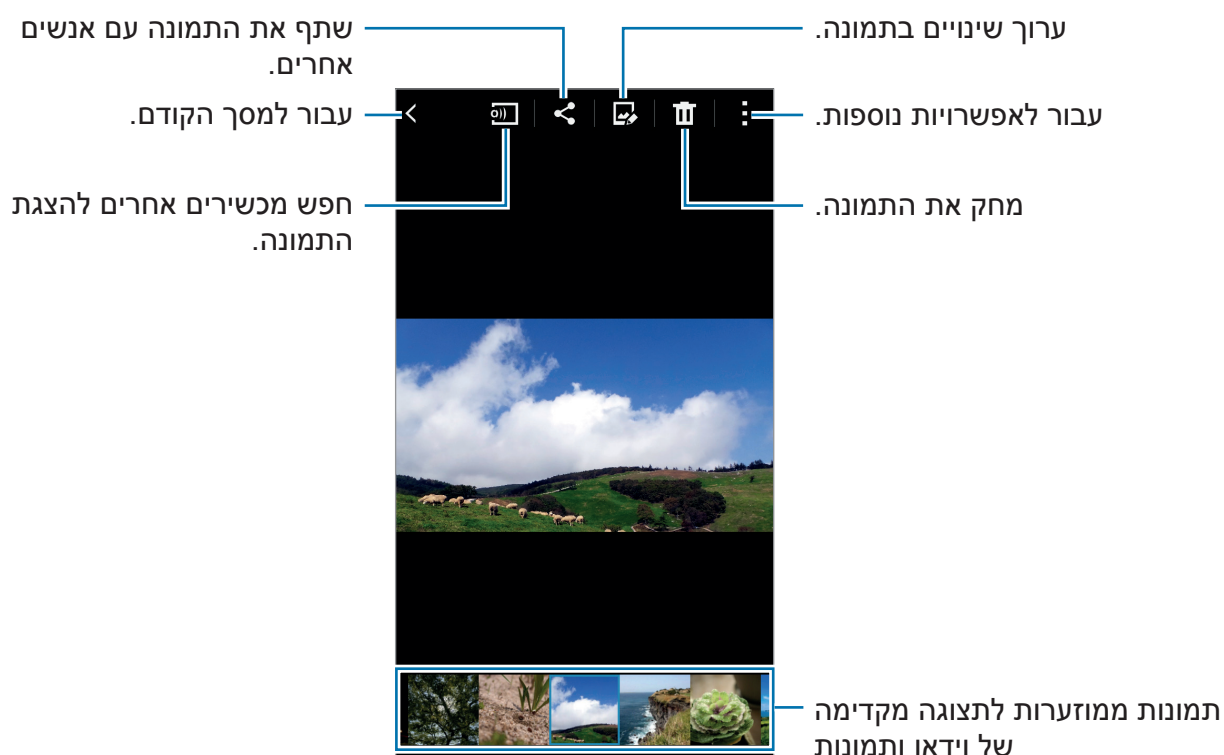 שתף את התמונה עם אנשים
אחרים.
ערוך שינויים בתמונה.
עבור למסך הקודם.
עבור לאפשרויות נוספות.
חפש מכשירים אחרים להצגת
התמונה.
מחק את התמונה.
תמונות ממוזערות לתצוגה מקדימה
של וידאו ותמונות